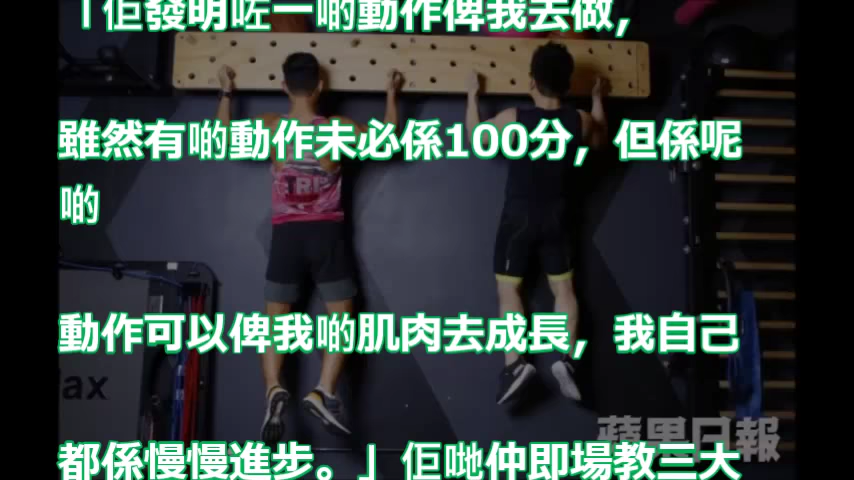 「佢發明咗一啲動作俾我去做，
雖然有啲動作未必係100分，但係呢
啲
動作可以俾我啲肌肉去成長，我自己
都係慢慢進步。」佢哋仲即場教三大
TRI
ax
蘋果日報